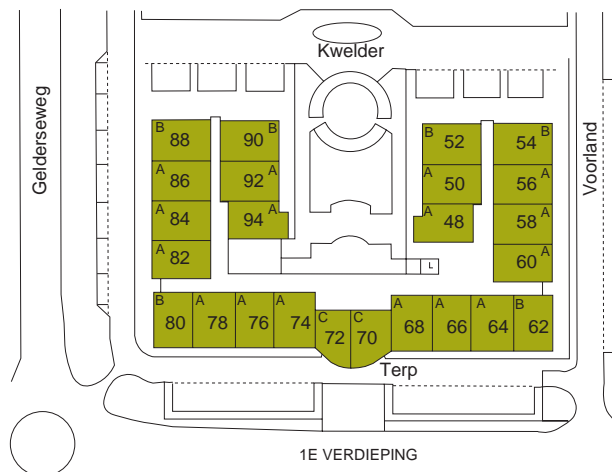 Kwelder
Gelderseweg
Voorland
B 88
B 90
A 86
A 92
A 84
A 94
A 82
B 52
B 54
A 50
A 56
A 48
A 58
A 60
L
B 80
A 78
A 76
A 74
C 72
C 70
A 68
A 66
A 64
B 62
Terp
1E VERDIEPING